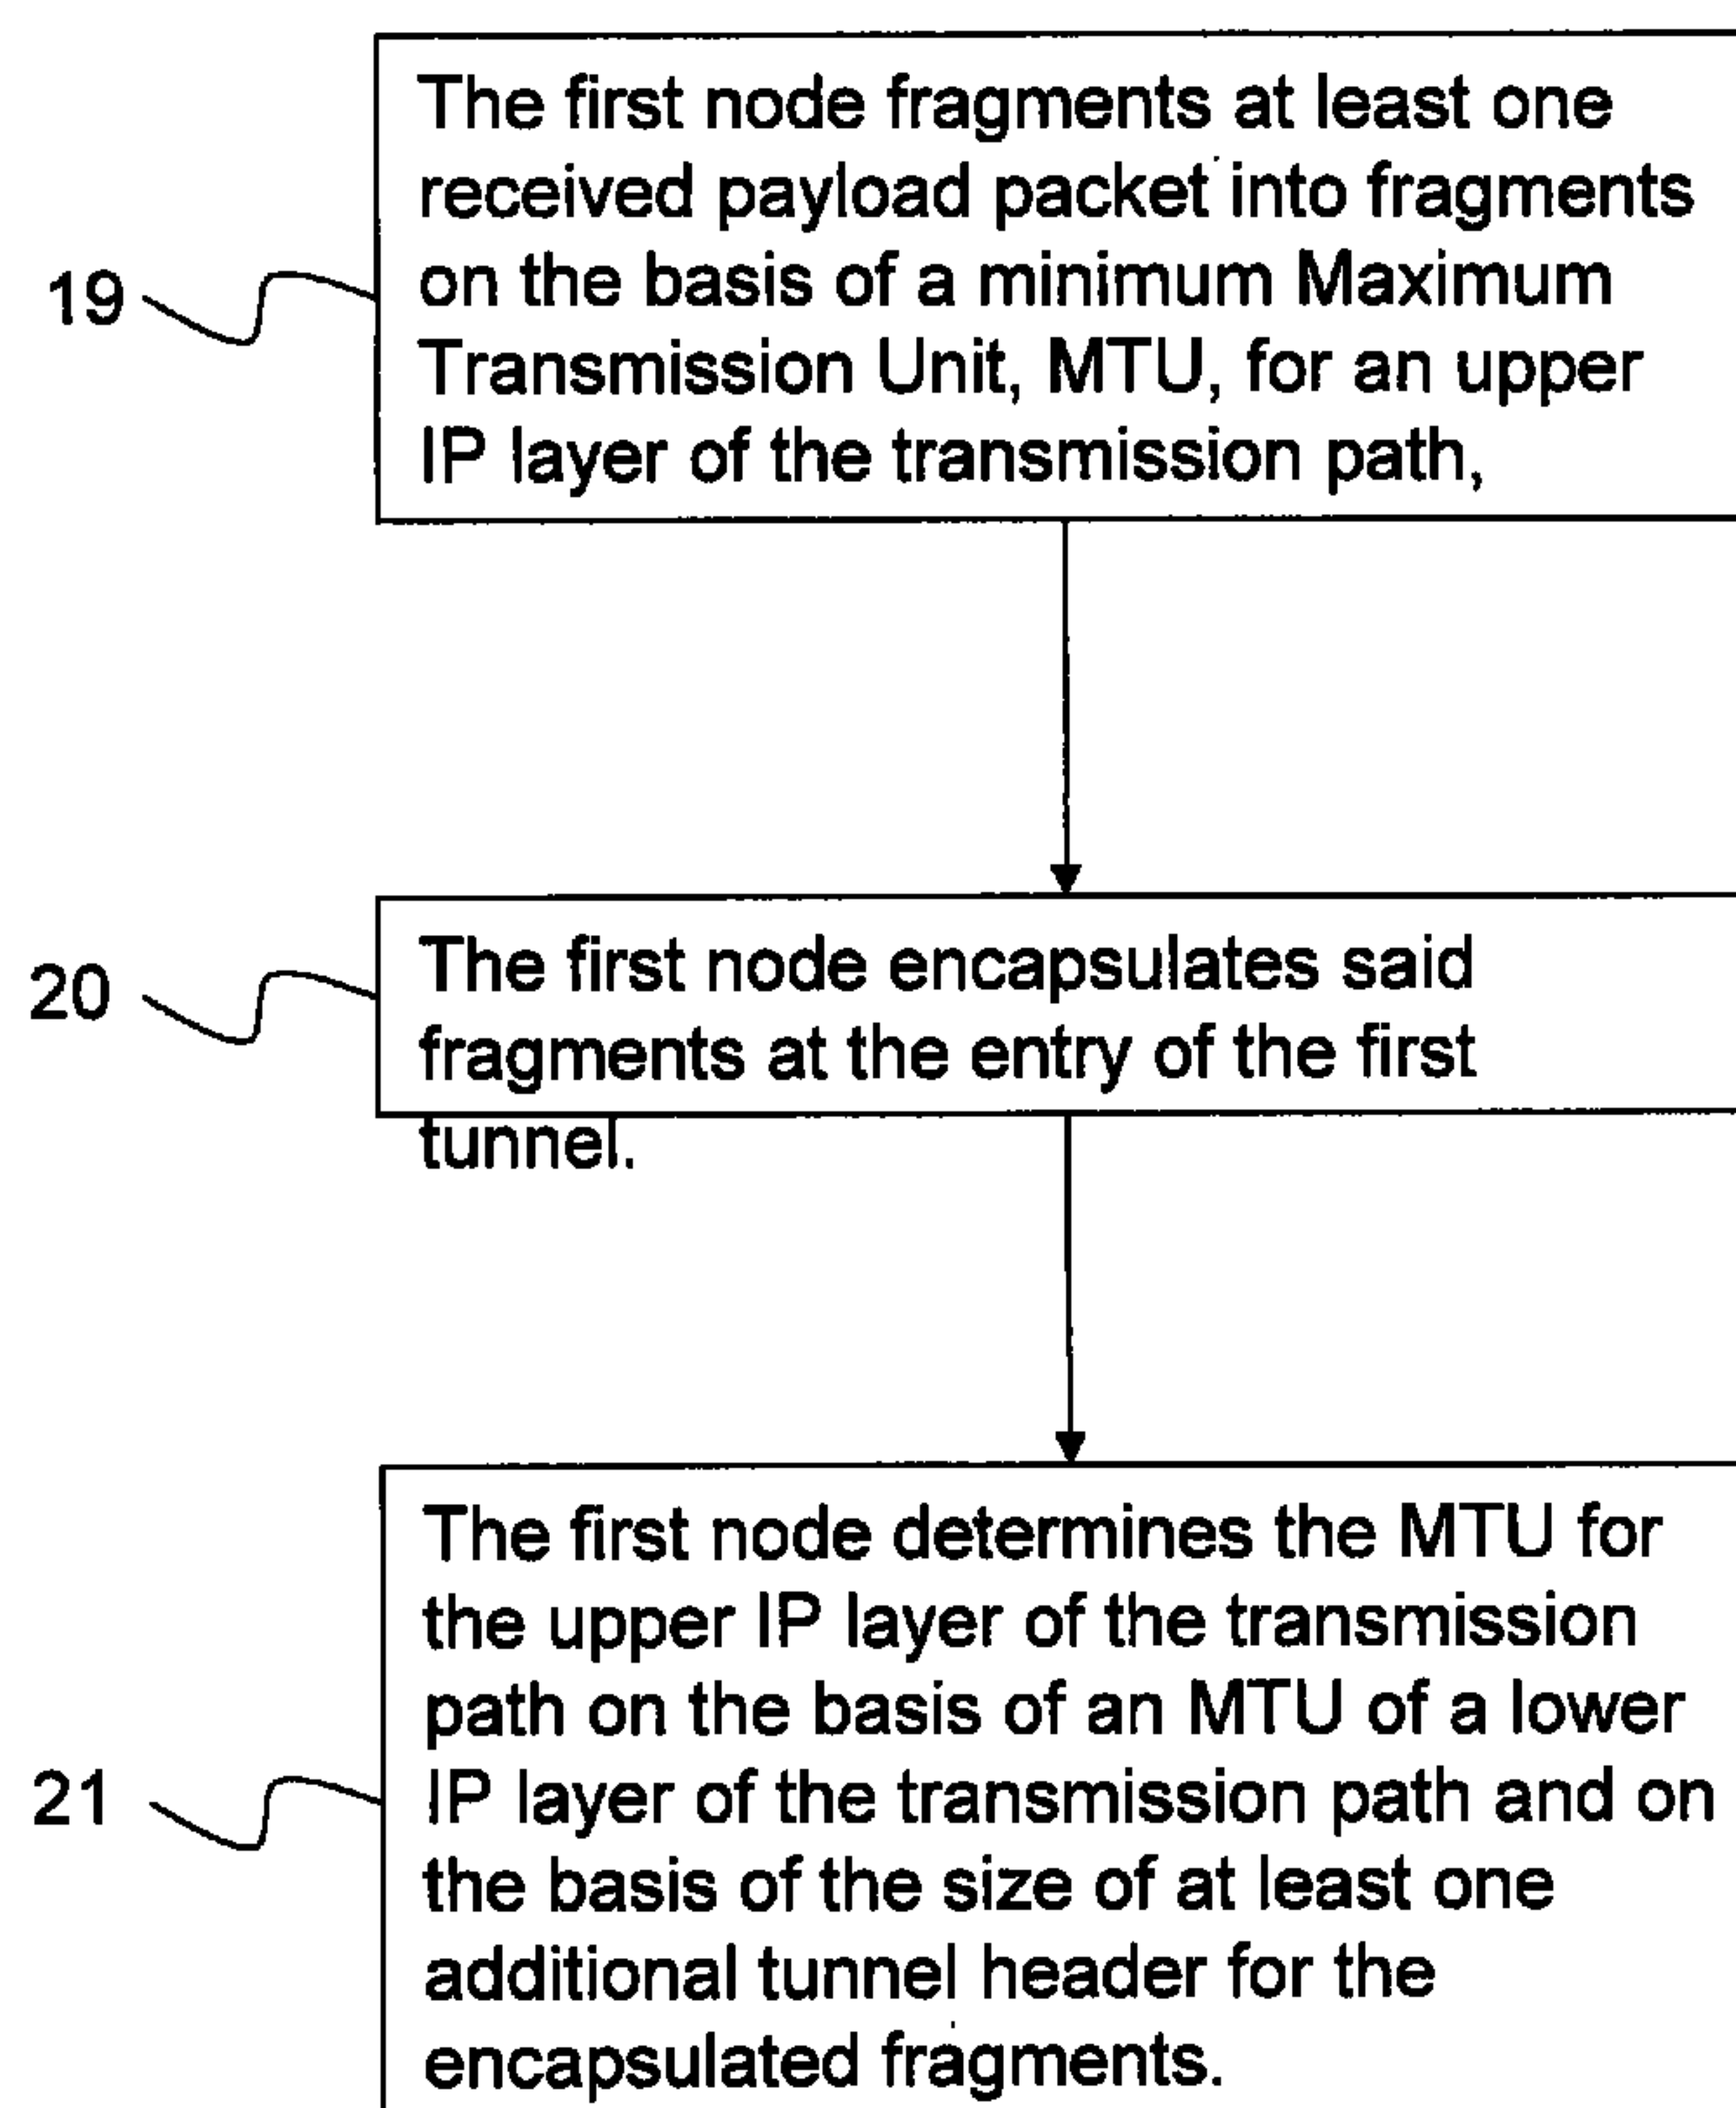 The first node fragments at least one
received payload packet into fragments
on the basis of a minimum Maximum
Transmission Unit, MTU, for an upper
IP layer of the transmission path,
19
The first node encapsulates said
fragments at the entry of the first
tunnel.
20
The first node determines the MTU for
the upper IP layer of the transmission
path on the basis of an MTU of a lower
IP layer of the transmission path and on
the basis of the size of at least one
additional tunnel header for the
encapsulated fragments.
21